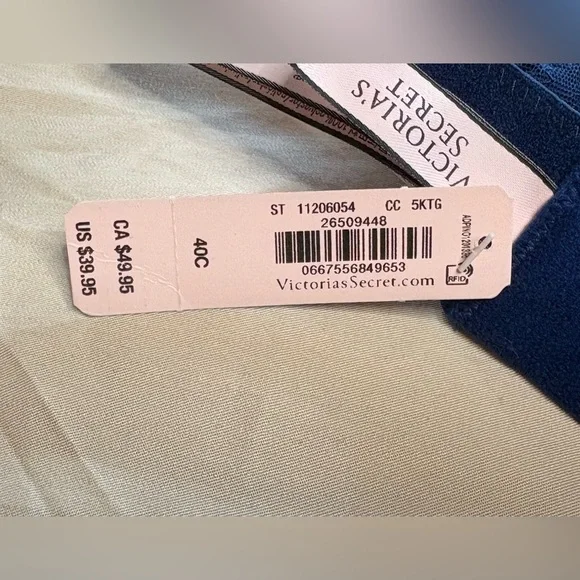 VICTORIA'S
SECRET
ST 11206054 CC 5KTG
26509448
0667556849653
VictoriasSecret.com
RFID
40C
CA $49.95
US $39.95